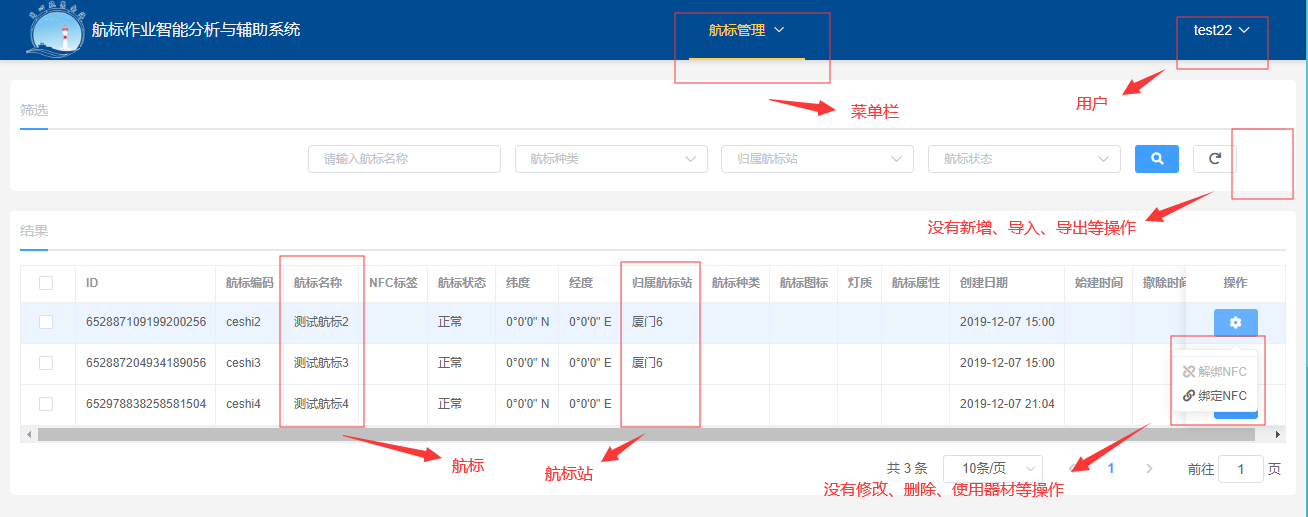 航标作业智能分析与辅助系统 航标管理 test22
菜单栏 用户
筛选
请输入航标名称 航标种类 归属航标站 航标状态
没有新增、导入、导出等操作
结果
ID 航标编码 航标名称 NFC标签 航标状态 纬度 经度 归属航标站 航标种类 航标图标 灯质 航标属性 创建日期 始建时间 撤除时间 操作
652887109199200256 ceshi2 测试航标2 正常 0°0'0" N 0°0'0" E 厦门6 2019-12-07 15:00
652887204934189056 ceshi3 测试航标3 正常 0°0'0" N 0°0'0" E 厦门6 2019-12-07 15:00
解绑NFC
绑定NFC
652978838258581504 ceshi4 测试航标4 正常 0°0'0" N 0°0'0" E 2019-12-07 21:04
航标 航标站
共 3 条 10条/页 1 前往 1 页
没有修改、删除、使用器材等操作